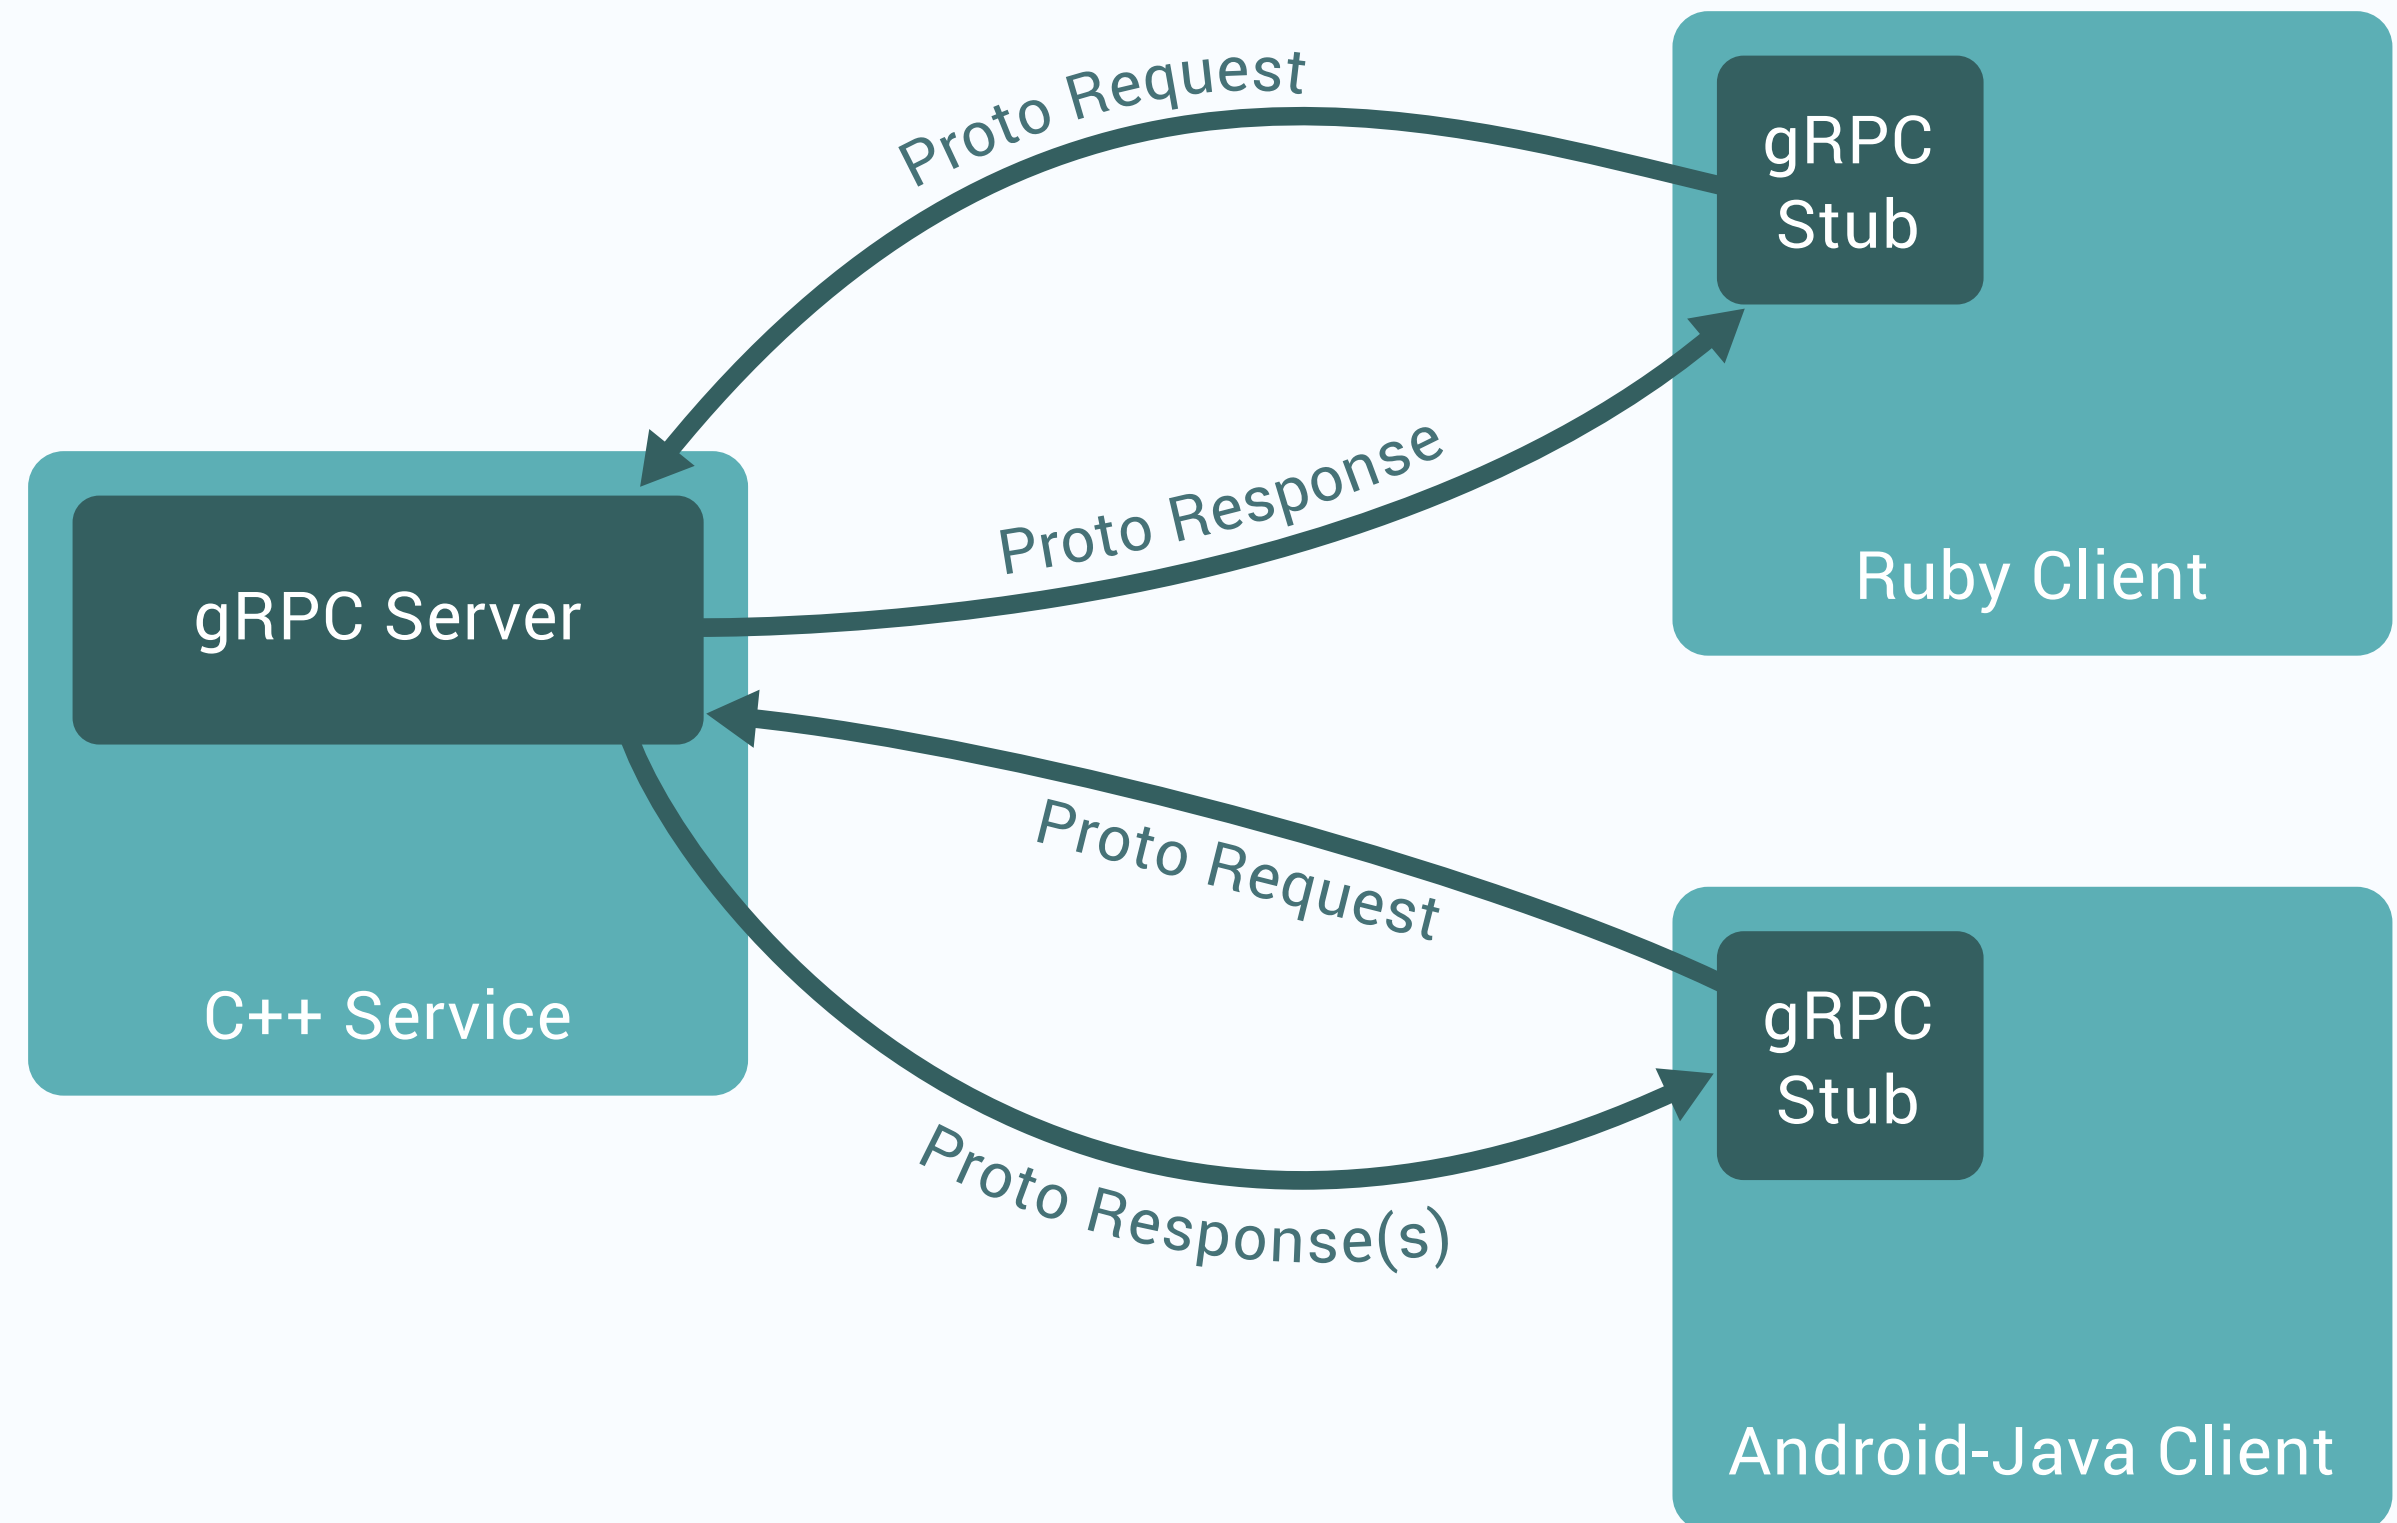 Proto Request
gRPC
Stub
Proto Response
Ruby Client
gRPC Server
Proto Request
C++ Service
gRPC
Stub
Proto Response(s)
Android-Java Client